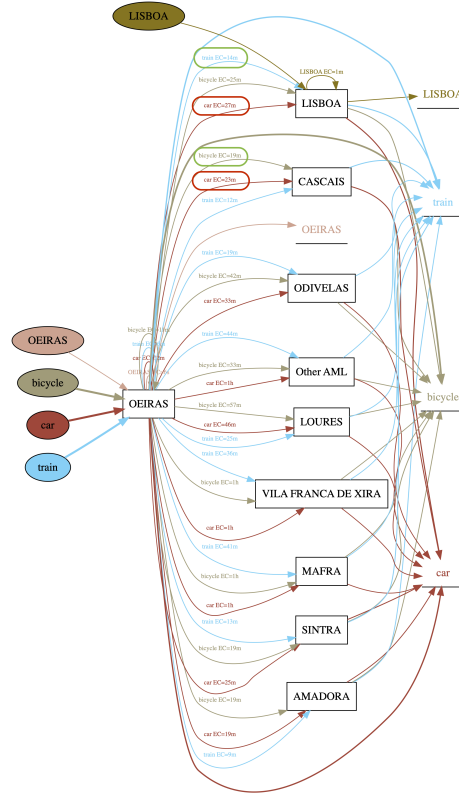 LISBOA
train EC=14m
LISBOA EC=1m
bicycle EC=25m
LISBOA
LISBOA
car EC=27m
bicycle EC=19m
CASCAIS
car EC=23m
train EC=12m
train
OEIRAS
train EC=19m
bicycle EC=42m
ODIVELAS
car EC=33m
OEIRAS
train EC=44m
bicycle EC=33m
Other AML
bicycle
car EC=1h
bicycle
OEIRAS
bicycle EC=57m
LOURES
car
car EC=46m
train EC=25m
train
train EC=36m
bicycle EC=1h
VILA FRANCA DE XIRA
car EC=1h
train EC=41m
MAFRA
car
bicycle EC=1h
car EC=1h
train EC=15m
SINTRA
bicycle EC=19m
car EC=25m
AMADORA
bicycle EC=19m
car EC=19m
train EC=9m